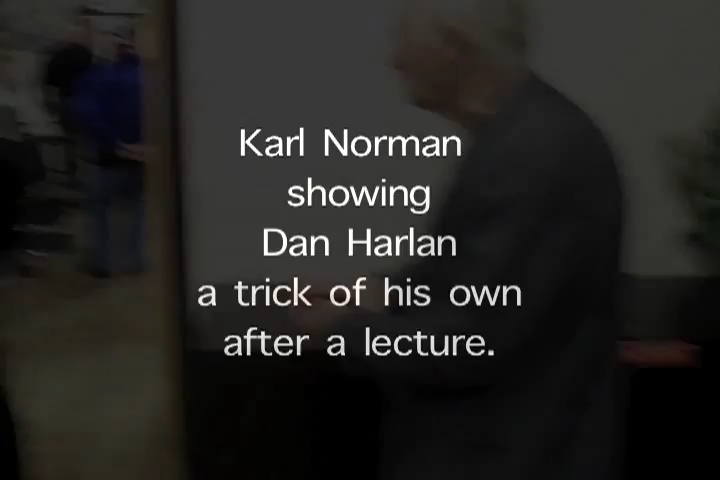 Karl Norman
showing
Dan Harlan
a trick of his own
after a lecture.